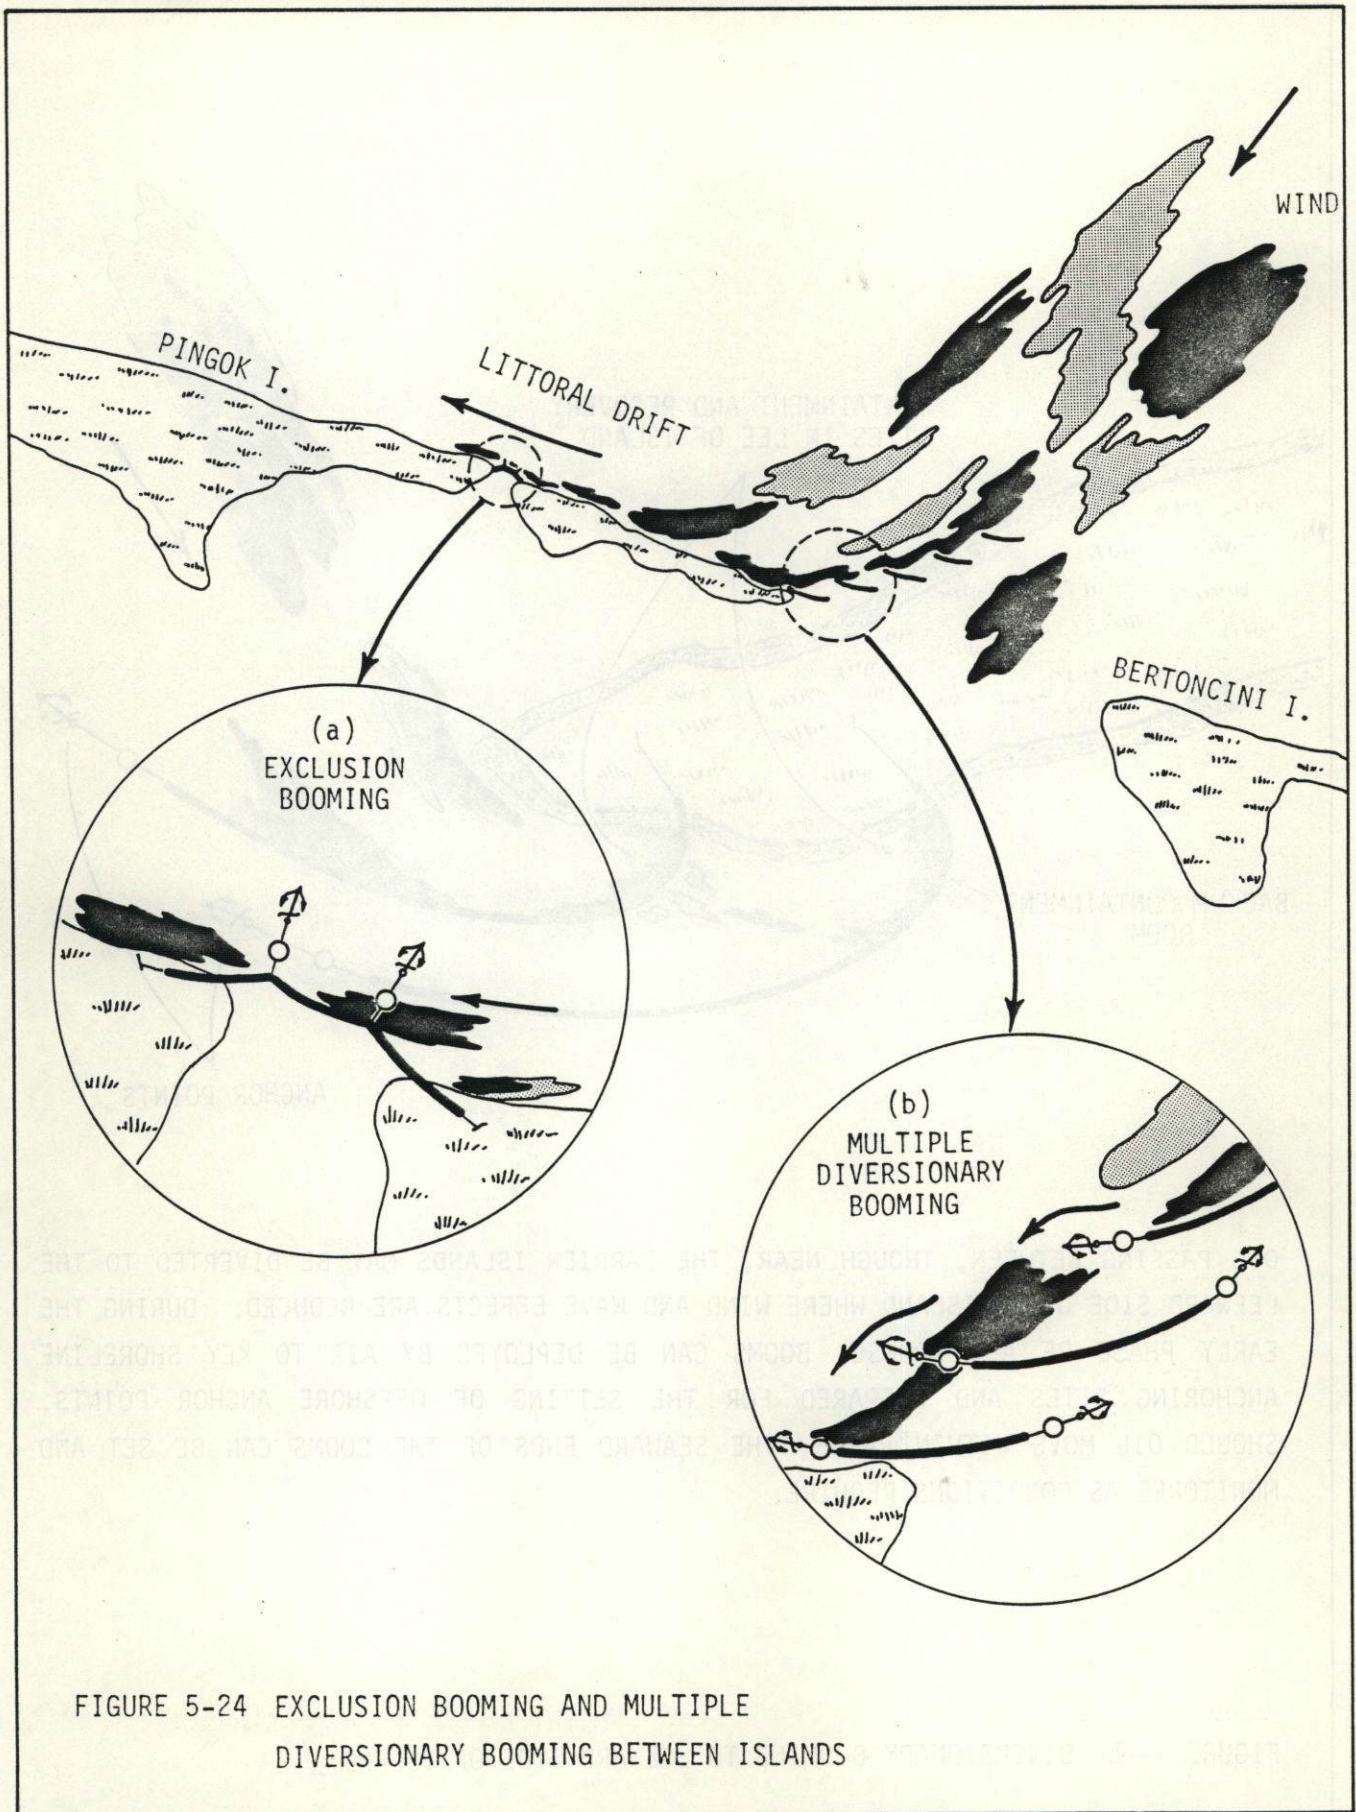 WIND
PINGOK I.
LITTORAL DRIFT
BERTONCINI I.
(a)
EXCLUSION
BOOMING
(b)
MULTIPLE
DIVERSIONARY
BOOMING
FIGURE 5-24 EXCLUSION BOOMING AND MULTIPLE
DIVERSIONARY BOOMING BETWEEN ISLANDS